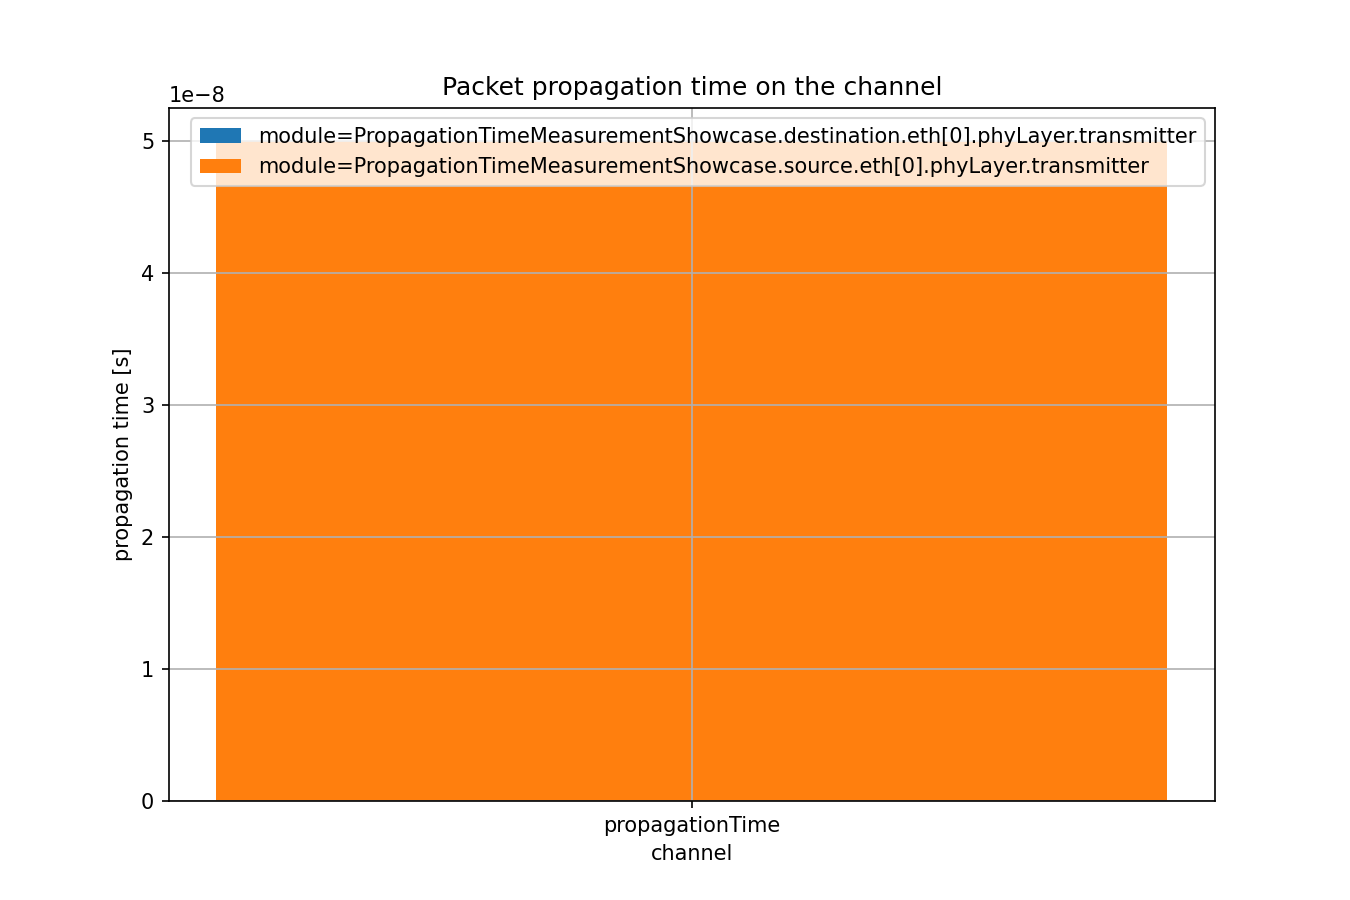 Packet propagation time on the channel
1e−8
module=PropagationTimeMeasurementShowcase.destination.eth[0].phyLayer.transmitter
module=PropagationTimeMeasurementShowcase.source.eth[0].phyLayer.transmitter
5
4
3
2
1
0
propagation time [s]
propagationTime
channel